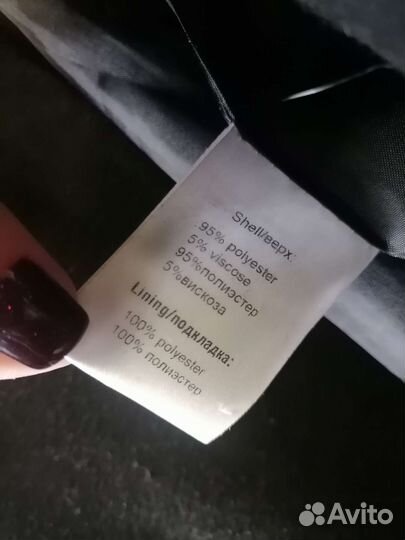 Shell/верх:
95% polyester
5% viscose
95%полиэстер
5%вискоза
Lining/подкладка:
100% polyester
100% полиэстер
Avito